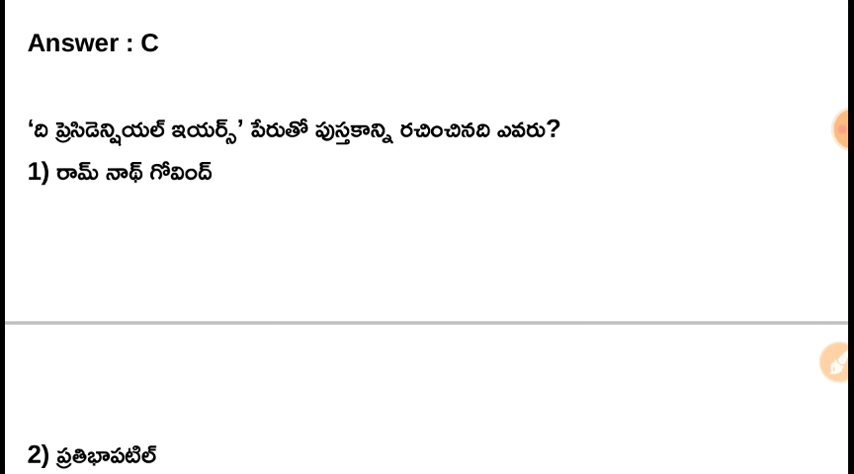 Answer : C
‘ది ప్రెసిడెన్షియల్ ఇయర్స్’ పేరుతో పుస్తకాన్ని రచించినది ఎవరు?
1) రామ్ నాథ్ గోవింద్
2) ప్రతిభాపటిల్